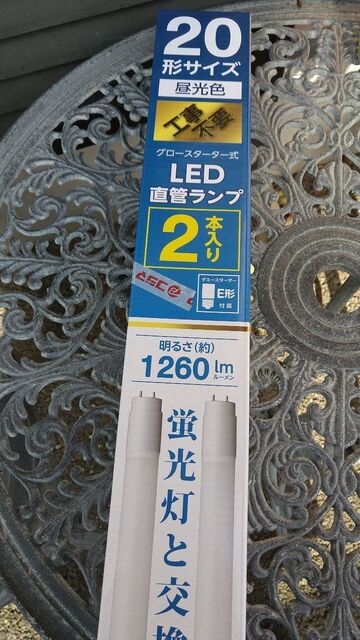 20
形サイズ
昼光色
工事
不要
グロースターター式
LED
直管ランプ
2本入り
ダミースターター
E形
付属
明るさ(約)
1260 lm
ルーメン
蛍光灯と交換